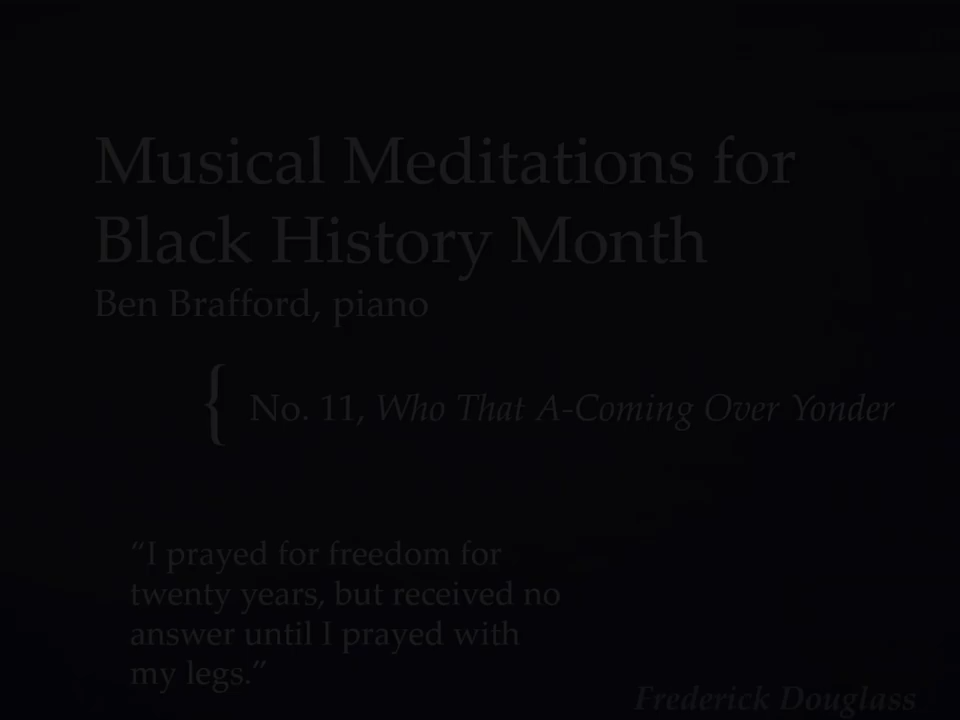 Musical Meditations for
Black History Month
Ben Brafford, piano
{ No. 11, Who That A-Coming Over Yonder
“I prayed for freedom for
twenty years, but received no
answer until I prayed with
my legs.”
Frederick Douglass